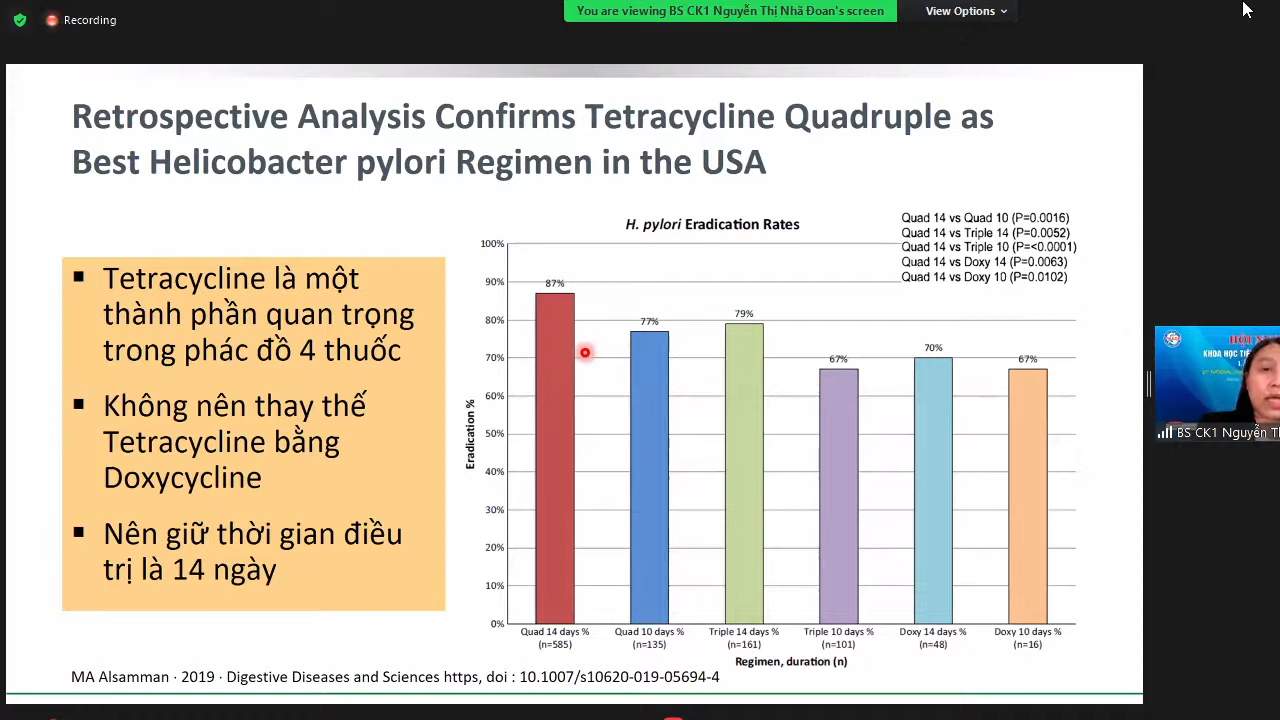 Recording
You are viewing BS CK1 Nguyễn Thị Nhã Đoan's screen
View Options
Retrospective Analysis Confirms Tetracycline Quadruple as
Best Helicobacter pylori Regimen in the USA
▪ Tetracycline là một
thành phần quan trọng
trong phác đồ 4 thuốc
▪ Không nên thay thế
Tetracycline bằng
Doxycycline
▪ Nên giữ thời gian điều
trị là 14 ngày
H. pylori Eradication Rates
Quad 14 vs Quad 10 (P=0.0016)
Quad 14 vs Triple 14 (P=0.0052)
Quad 14 vs Triple 10 (P=<0.0001)
Quad 14 vs Doxy 14 (P=0.0063)
Quad 14 vs Doxy 10 (P=0.0102)
Eradication %
100%
90%
80%
70%
60%
50%
40%
30%
20%
10%
0%
87%
77%
79%
67%
70%
67%
Quad 14 days %
(n=585)
Quad 10 days %
(n=135)
Triple 14 days %
(n=161)
Triple 10 days %
(n=101)
Doxy 14 days %
(n=48)
Doxy 10 days %
(n=16)
Regimen, duration (n)
MA Alsamman · 2019 · Digestive Diseases and Sciences https, doi : 10.1007/s10620-019-05694-4
KHOA HỌC
BS CK1 Nguyễn